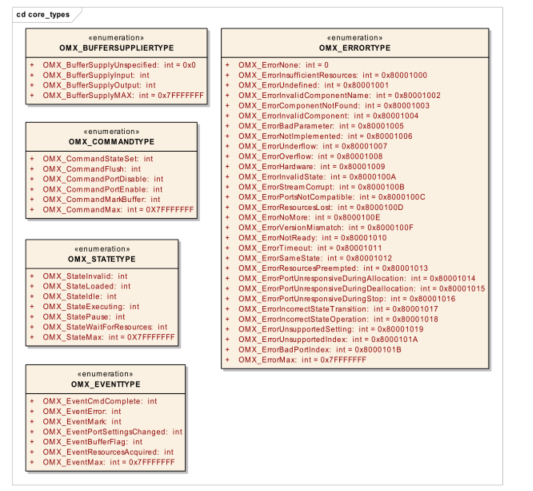 cd core_types
«enumeration»
OMX_BUFFERSUPPLIERTYPE
+ OMX_BufferSupplyUnspecified: int = 0x0
+ OMX_BufferSupplyInput: int
+ OMX_BufferSupplyOutput: int
+ OMX_BufferSupplyMAX: int = 0x7FFFFFFF
«enumeration»
OMX_COMMANDTYPE
+ OMX_CommandStateSet: int
+ OMX_CommandFlush: int
+ OMX_CommandPortDisable: int
+ OMX_CommandPortEnable: int
+ OMX_CommandMarkBuffer: int
+ OMX_CommandMax: int = 0X7FFFFFFF
«enumeration»
OMX_STATETYPE
+ OMX_StateInvalid: int
+ OMX_StateLoaded: int
+ OMX_StateIdle: int
+ OMX_StateExecuting: int
+ OMX_StatePause: int
+ OMX_StateWaitForResources: int
+ OMX_StateMax: int = 0X7FFFFFFF
«enumeration»
OMX_EVENTTYPE
+ OMX_EventCmdComplete: int
+ OMX_EventError: int
+ OMX_EventMark: int
+ OMX_EventPortSettingsChanged: int
+ OMX_EventBufferFlag: int
+ OMX_EventResourcesAcquired: int
+ OMX_EventMax: int = 0x7FFFFFFF
«enumeration»
OMX_ERRORTYPE
+ OMX_ErrorNone: int = 0
+ OMX_ErrorInsufficientResources: int = 0x80001000
+ OMX_ErrorUndefined: int = 0x80001001
+ OMX_ErrorInvalidComponentName: int = 0x80001002
+ OMX_ErrorComponentNotFound: int = 0x80001003
+ OMX_ErrorInvalidComponent: int = 0x80001004
+ OMX_ErrorBadParameter: int = 0x80001005
+ OMX_ErrorNotImplemented: int = 0x80001006
+ OMX_ErrorUnderflow: int = 0x80001007
+ OMX_ErrorOverflow: int = 0x80001008
+ OMX_ErrorHardware: int = 0x80001009
+ OMX_ErrorInvalidState: int = 0x8000100A
+ OMX_ErrorStreamCorrupt: int = 0x8000100B
+ OMX_ErrorPortsNotCompatible: int = 0x8000100C
+ OMX_ErrorResourcesLost: int = 0x8000100D
+ OMX_ErrorNoMore: int = 0x8000100E
+ OMX_ErrorVersionMismatch: int = 0x8000100F
+ OMX_ErrorNotReady: int = 0x80001010
+ OMX_ErrorTimeout: int = 0x80001011
+ OMX_ErrorSameState: int = 0x80001012
+ OMX_ErrorResourcesPreempted: int = 0x80001013
+ OMX_ErrorPortUnresponsiveDuringAllocation: int = 0x80001014
+ OMX_ErrorPortUnresponsiveDuringDeallocation: int = 0x80001015
+ OMX_ErrorPortUnresponsiveDuringStop: int = 0x80001016
+ OMX_ErrorIncorrectStateTransition: int = 0x80001017
+ OMX_ErrorIncorrectStateOperation: int = 0x80001018
+ OMX_ErrorUnsupportedSetting: int = 0x80001019
+ OMX_ErrorUnsupportedIndex: int = 0x8000101A
+ OMX_ErrorBadPortIndex: int = 0x8000101B
+ OMX_ErrorMax: int = 0x7FFFFFFF